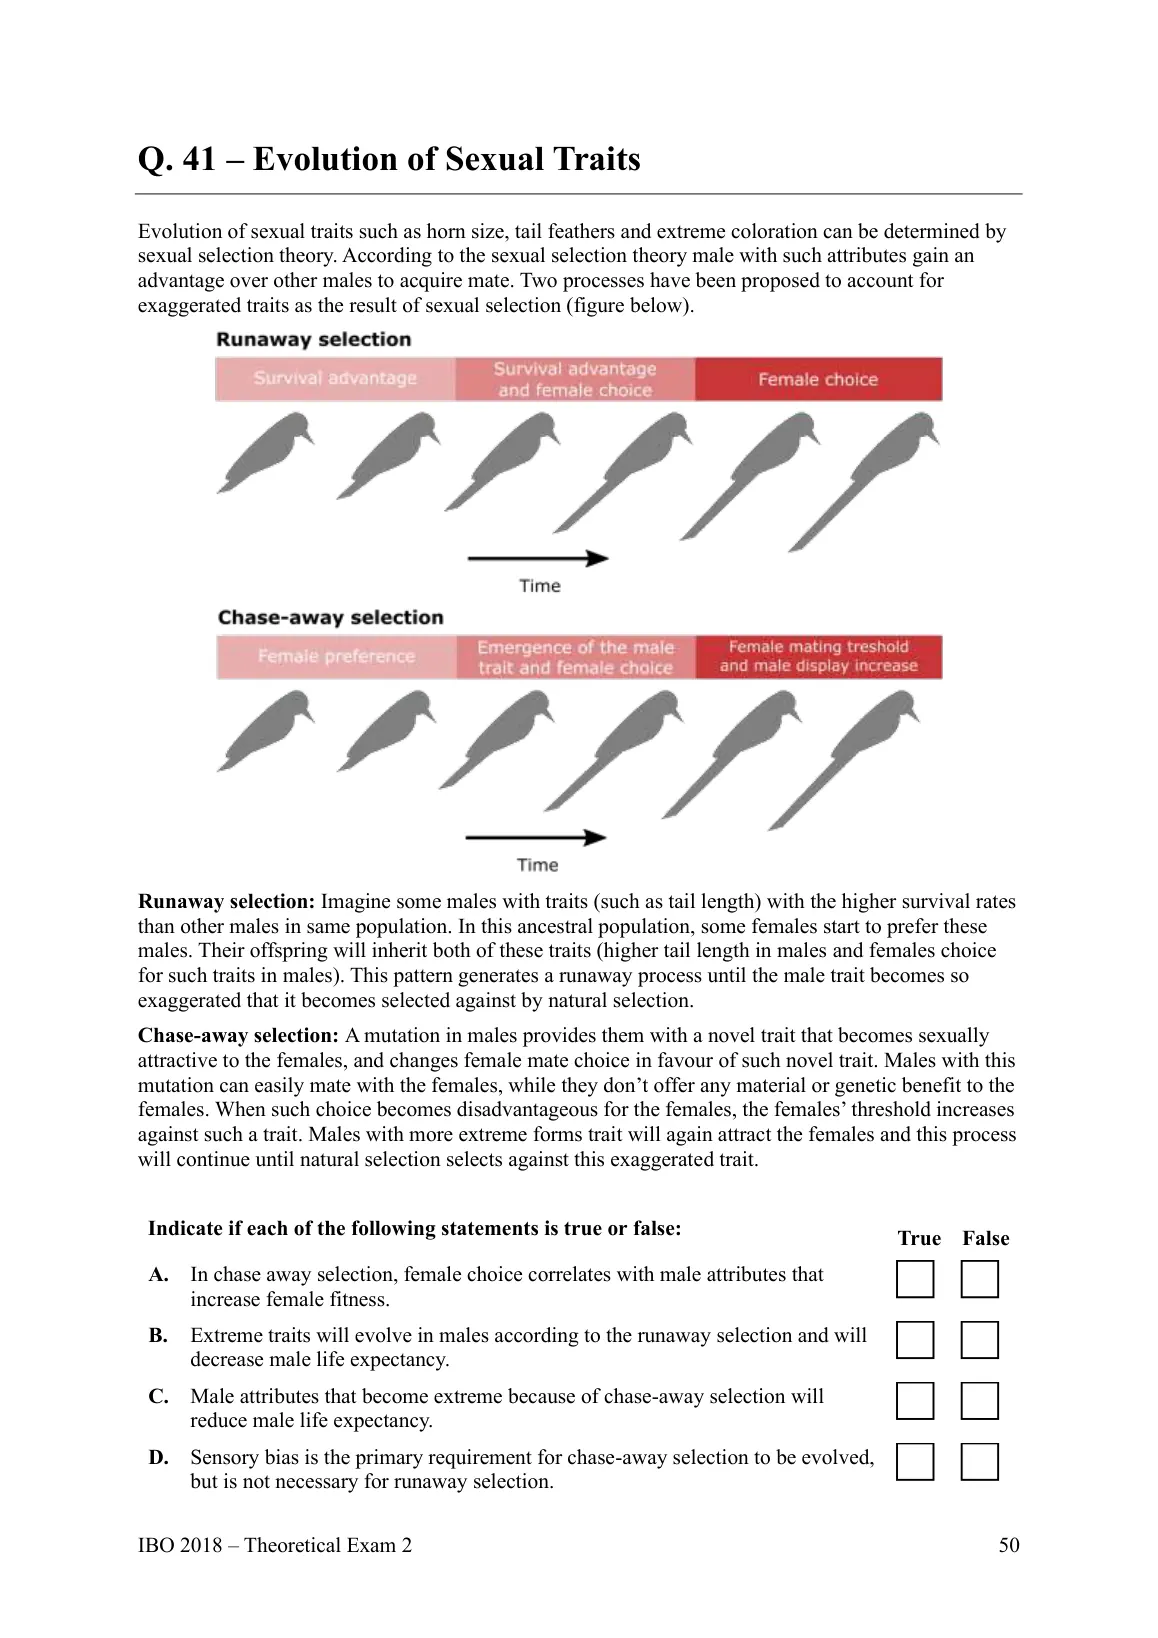 Q. 41 – Evolution of Sexual Traits
Evolution of sexual traits such as horn size, tail feathers and extreme coloration can be determined by
sexual selection theory. According to the sexual selection theory male with such attributes gain an
advantage over other males to acquire mate. Two processes have been proposed to account for
exaggerated traits as the result of sexual selection (figure below).
Runaway selection
Survival advantage
Survival advantage
and female choice
Female choice
Time
Chase-away selection
Female preference
Emergence of the male
trait and female choice
Female mating treshold
and male display increase
Time
Runaway selection: Imagine some males with traits (such as tail length) with the higher survival rates
than other males in same population. In this ancestral population, some females start to prefer these
males. Their offspring will inherit both of these traits (higher tail length in males and females choice
for such traits in males). This pattern generates a runaway process until the male trait becomes so
exaggerated that it becomes selected against by natural selection.
Chase-away selection: A mutation in males provides them with a novel trait that becomes sexually
attractive to the females, and changes female mate choice in favour of such novel trait. Males with this
mutation can easily mate with the females, while they don’t offer any material or genetic benefit to the
females. When such choice becomes disadvantageous for the females, the females’ threshold increases
against such a trait. Males with more extreme forms trait will again attract the females and this process
will continue until natural selection selects against this exaggerated trait.
Indicate if each of the following statements is true or false:
True False
A. In chase away selection, female choice correlates with male attributes that
increase female fitness.
B. Extreme traits will evolve in males according to the runaway selection and will
decrease male life expectancy.
C. Male attributes that become extreme because of chase-away selection will
reduce male life expectancy.
D. Sensory bias is the primary requirement for chase-away selection to be evolved,
but is not necessary for runaway selection.
IBO 2018 – Theoretical Exam 2 50